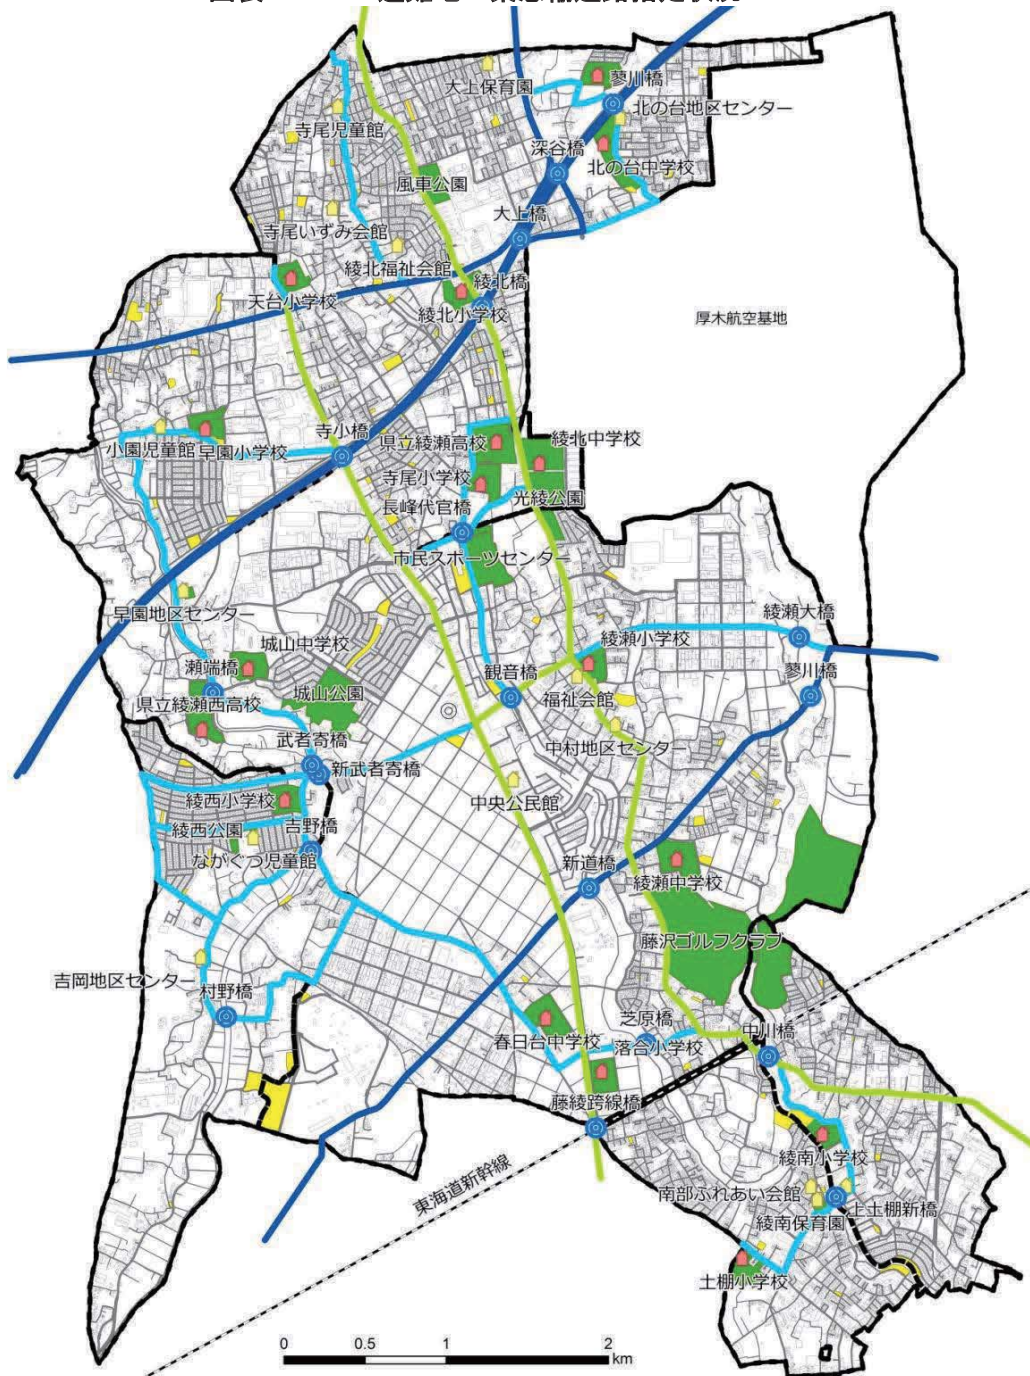 大上保育園
蓼川橋
北の台地区センター
寺尾児童館
深谷橋
北の台中学校
風車公園
大上橋
寺尾いずみ会館
綾北福祉会館
綾北橋
天台小学校
綾北小学校
厚木航空基地
寺小橋
県立綾瀬高校
綾北中学校
小園児童館
早園小学校
寺尾小学校
光綾公園
長峰代官橋
市民スポーツセンター
早園地区センター
綾瀬大橋
城山中学校
綾瀬小学校
瀬端橋
城山公園
観音橋
福祉会館
蓼川橋
県立綾瀬西高校
武者寄橋
中村地区センター
新武者寄橋
綾西小学校
中央公民館
綾西公園
吉野橋
ながぐつ児童館
新道橋
綾瀬中学校
藤沢ゴルフクラブ
吉岡地区センター
村野橋
芝原橋
春日台中学校
落合小学校
中川橋
藤綾跨線橋
綾南小学校
東海道新幹線
南部ふれあい会館
上土棚新橋
綾南保育園
土棚小学校
0 0.5 1 2
km